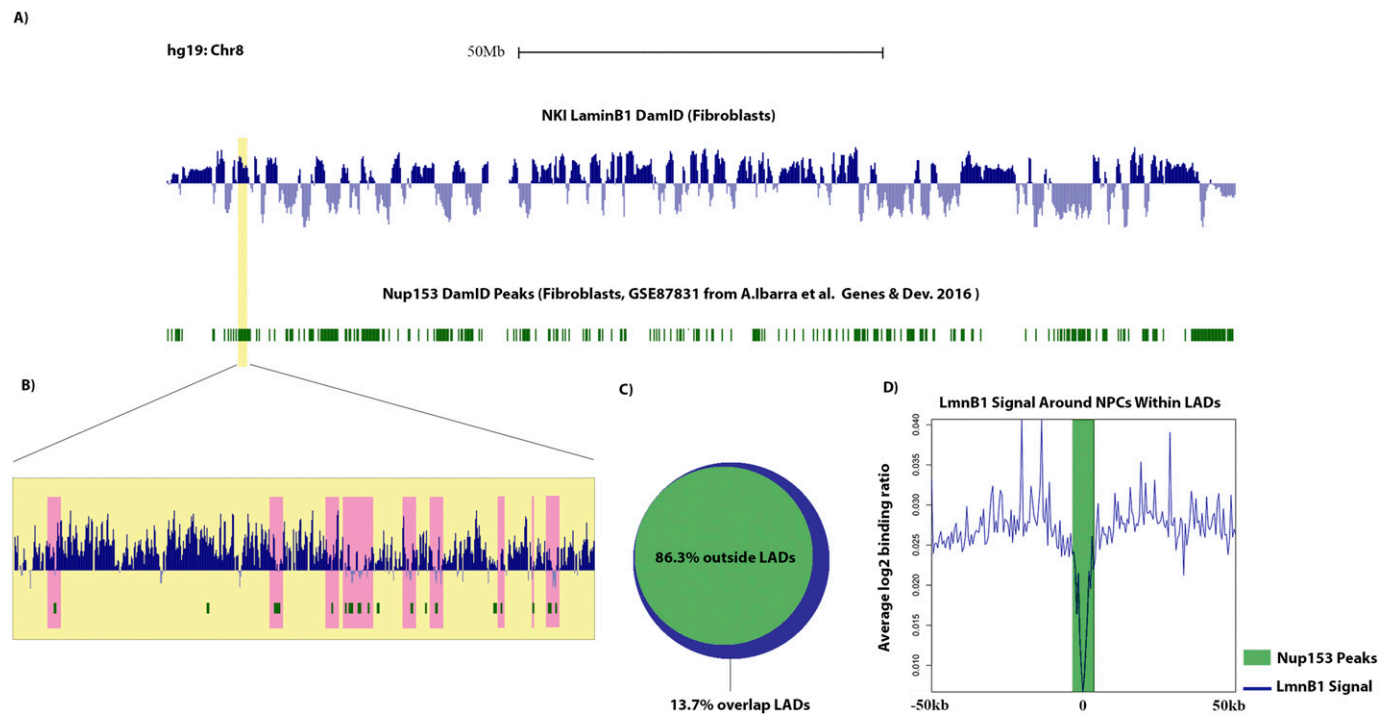 A)
hg19: Chr8
50Mb
NKI LaminB1 DamID (Fibroblasts)
Nup153 DamID Peaks (Fibroblasts, GSE87831 from A.Ibarra et al. Genes & Dev. 2016 )
B)
C)
86.3% outside LADs
13.7% overlap LADs
D)
LmnB1 Signal Around NPCs Within LADs
Average log2 binding ratio
0.040
0.035
0.030
0.025
0.020
0.015
0.010
-50kb
0
50kb
Nup153 Peaks
LmnB1 Signal